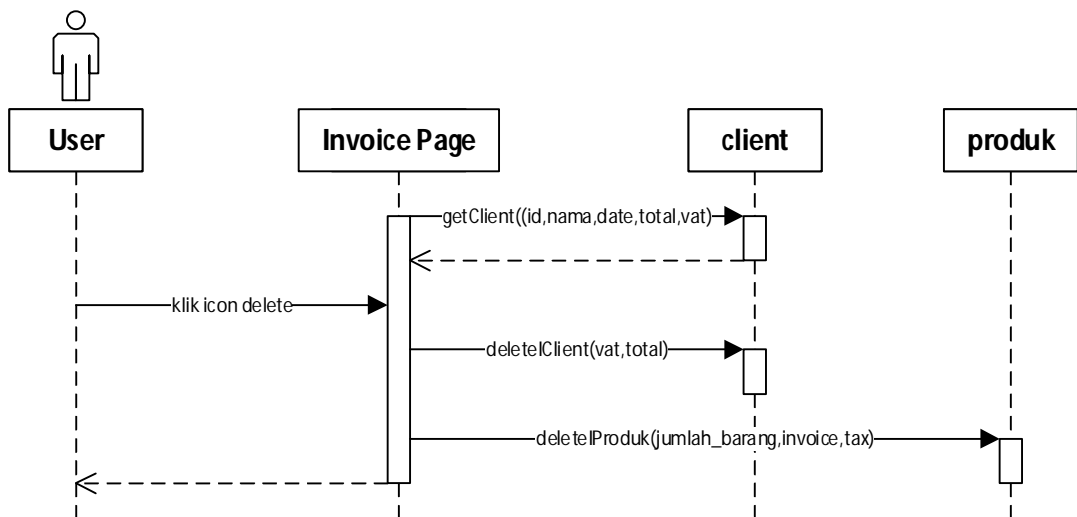 User
Invoice Page
client
produk
getClient((id,nama,date,total,vat)
klik icon delete
deletelClient(vat,total)
deletelProduk(jumlah_barang,invoice,tax)